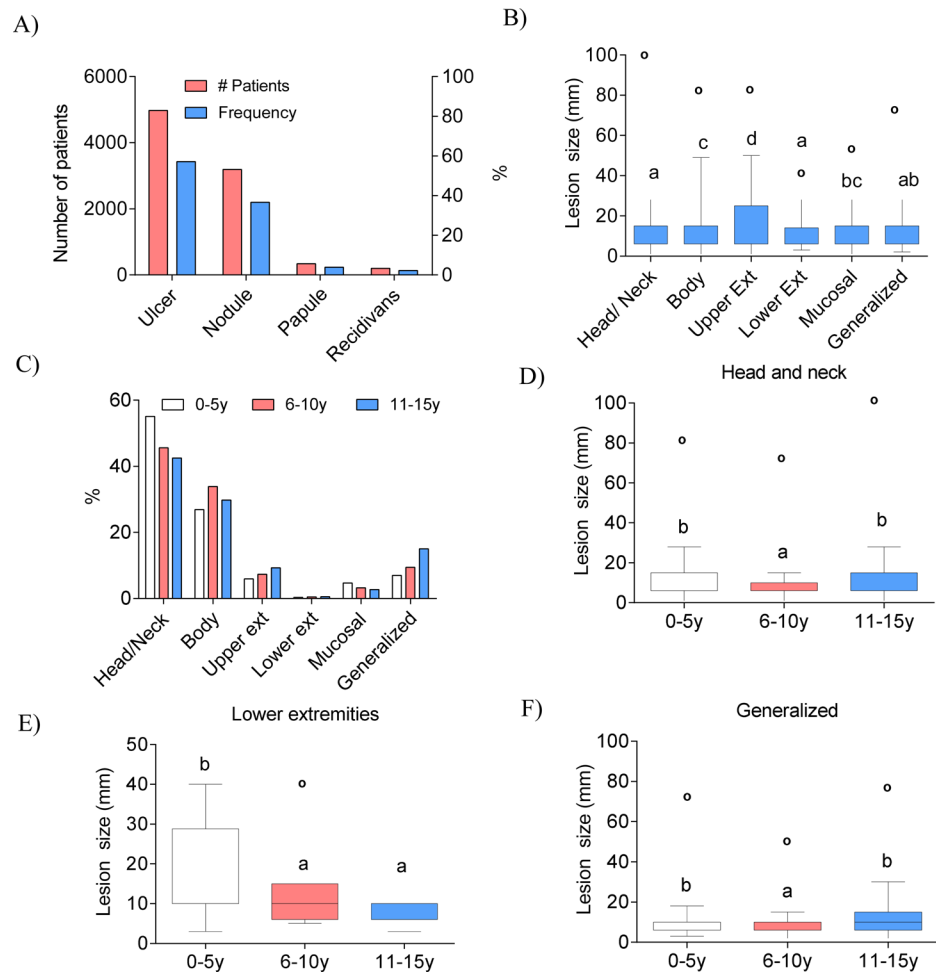 A)
6000
4000
2000
0
Number of patients
# Patients
Frequency
100
80
60
40
20
0
%
Ulcer
Nodule
Papule
Recidivans
B)
100
80
60
40
20
0
Lesion size (mm)
a
c
d
a
bc
ab
Head/ Neck
Body
Upper Ext
Lower Ext
Mucosal
Generalized
C)
60
40
20
0
%
0-5y
6-10y
11-15y
Head/Neck
Body
Upper ext
Lower ext
Mucosal
Generalized
D)
Head and neck
100
80
60
40
20
0
Lesion size (mm)
b
a
b
0-5y
6-10y
11-15y
E)
Lower extremities
50
40
30
20
10
0
Lesion size (mm)
b
a
a
0-5y
6-10y
11-15y
F)
Generalized
100
80
60
40
20
0
Lesion size (mm)
b
a
b
0-5y
6-10y
11-15y